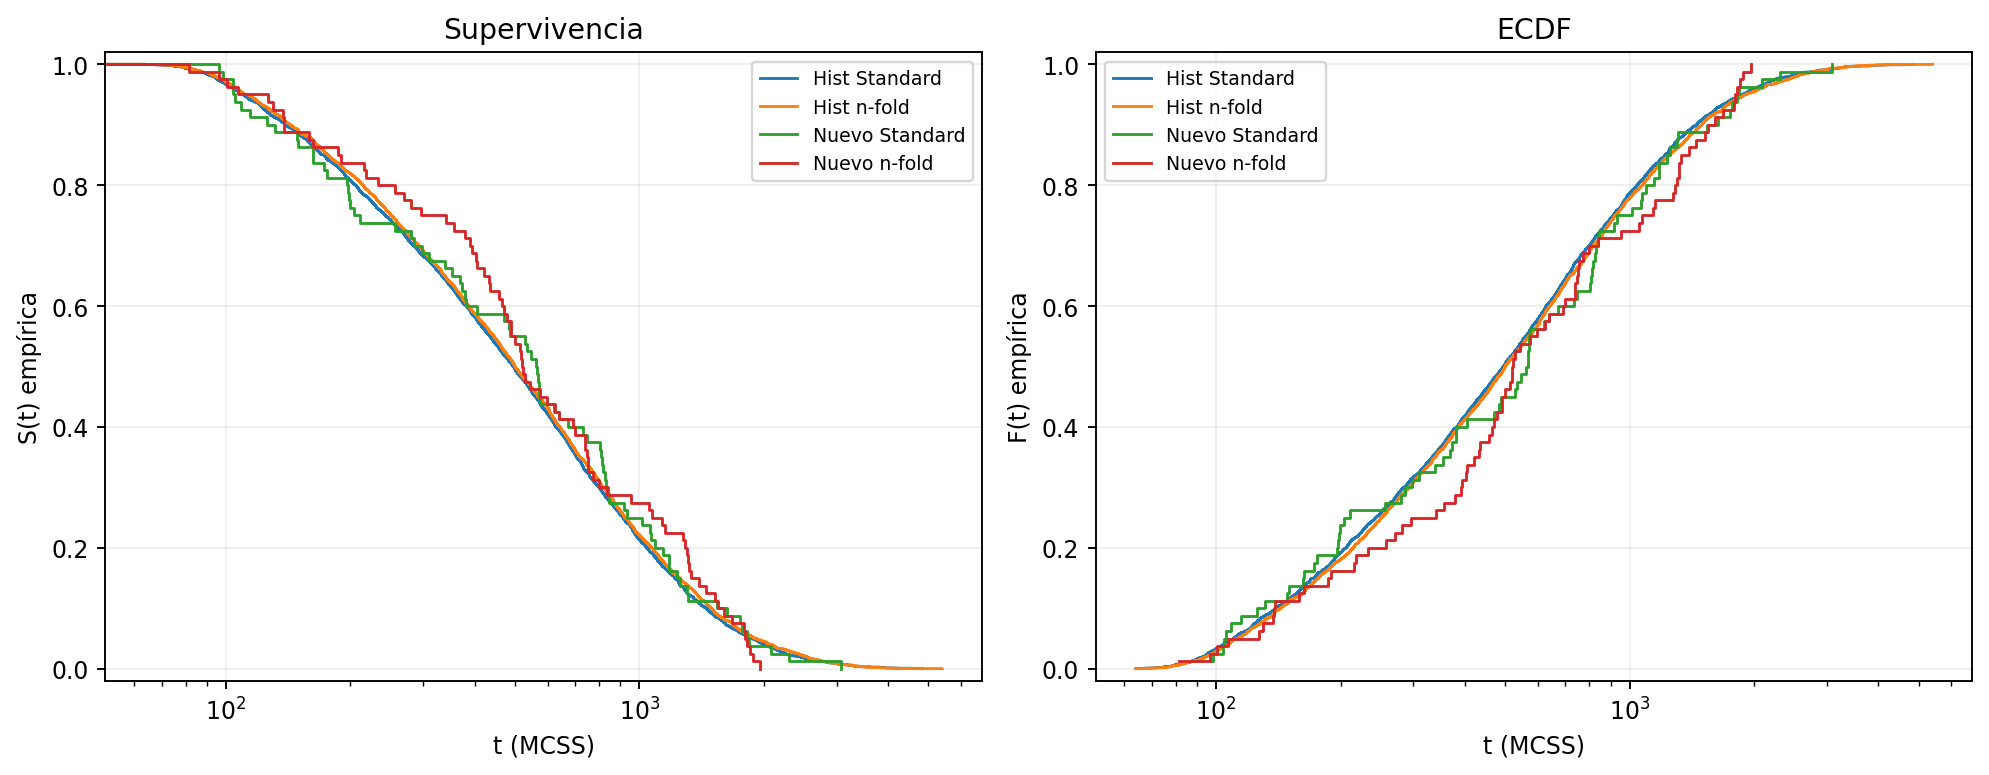 Supervivencia
S(t) empírica
1.0
0.8
0.6
0.4
0.2
0.0
Hist Standard
Hist n-fold
Nuevo Standard
Nuevo n-fold
10²
10³
t (MCSS)
ECDF
F(t) empírica
1.0
0.8
0.6
0.4
0.2
0.0
Hist Standard
Hist n-fold
Nuevo Standard
Nuevo n-fold
10²
10³
t (MCSS)